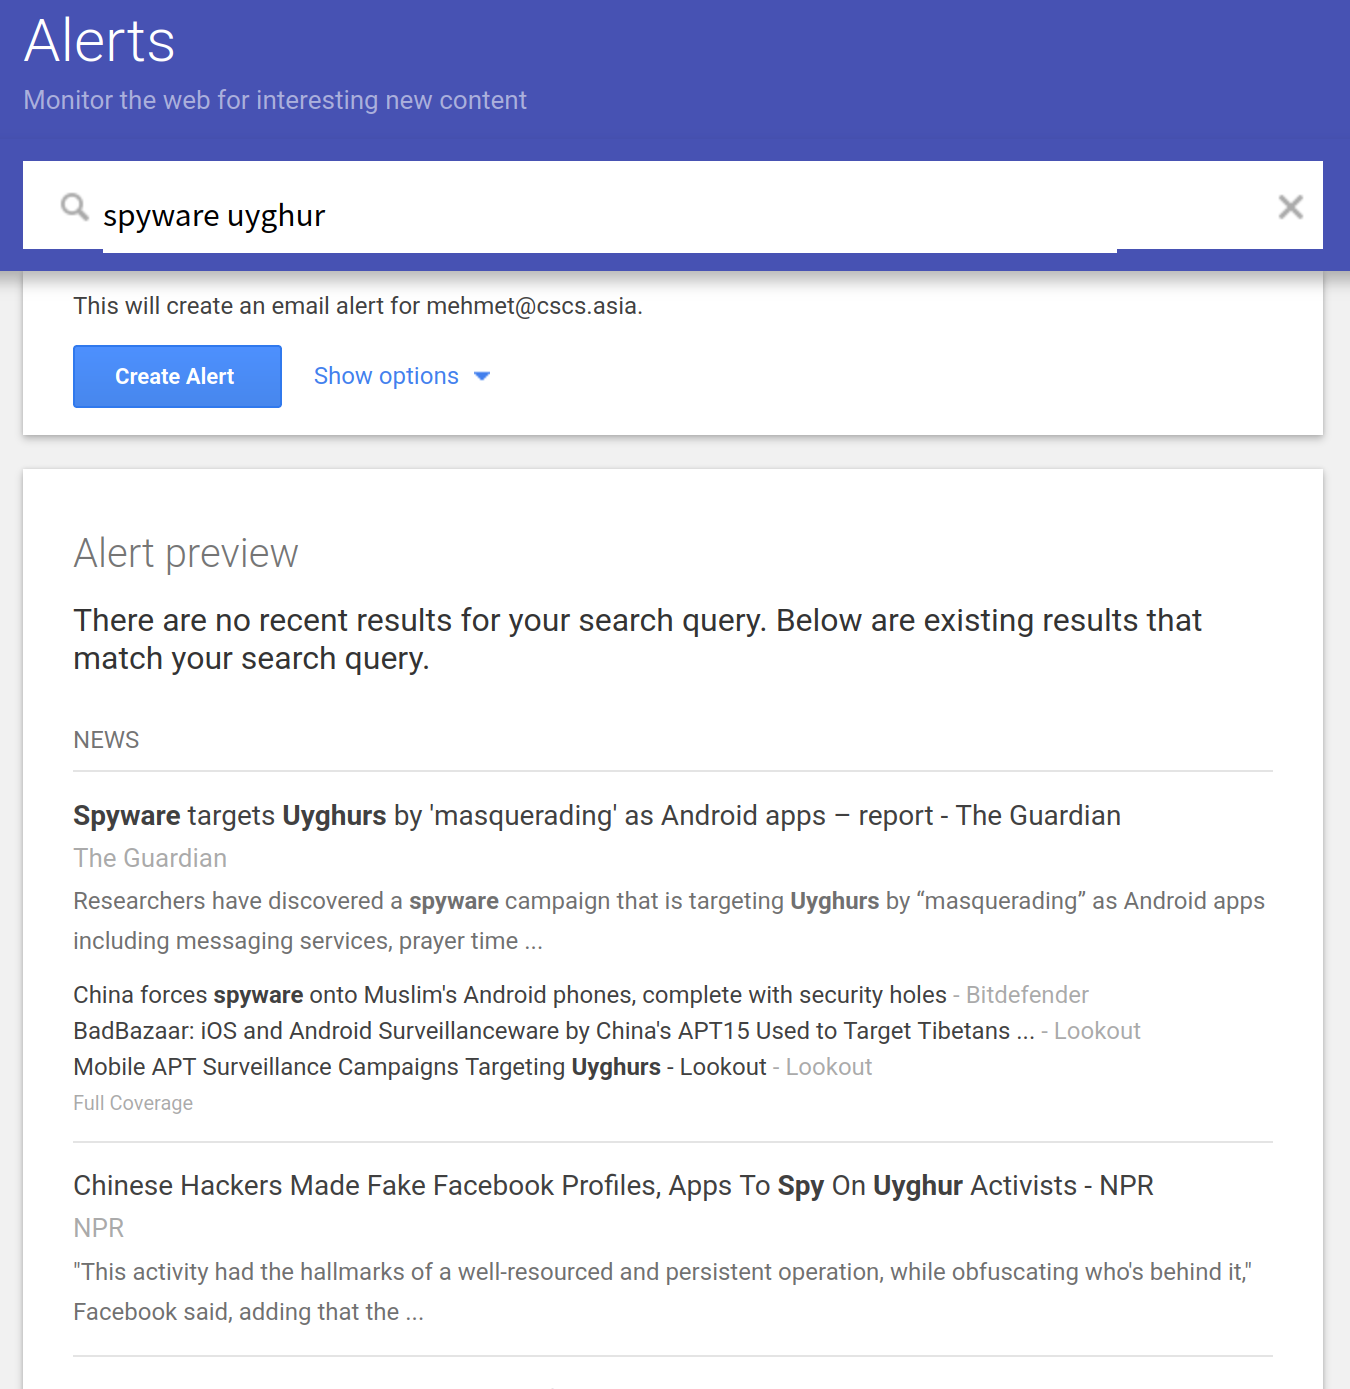 Alerts
Monitor the web for interesting new content
spyware uyghur
This will create an email alert for mehmet@cscs.asia.
Create Alert
Show options
Alert preview
There are no recent results for your search query. Below are existing results that
match your search query.
NEWS
Spyware targets Uyghurs by 'masquerading' as Android apps – report - The Guardian
The Guardian
Researchers have discovered a spyware campaign that is targeting Uyghurs by “masquerading” as Android apps
including messaging services, prayer time ...
China forces spyware onto Muslim's Android phones, complete with security holes - Bitdefender
BadBazaar: iOS and Android Surveillanceware by China's APT15 Used to Target Tibetans ... - Lookout
Mobile APT Surveillance Campaigns Targeting Uyghurs - Lookout - Lookout
Full Coverage
Chinese Hackers Made Fake Facebook Profiles, Apps To Spy On Uyghur Activists - NPR
NPR
"This activity had the hallmarks of a well-resourced and persistent operation, while obfuscating who's behind it,"
Facebook said, adding that the ...